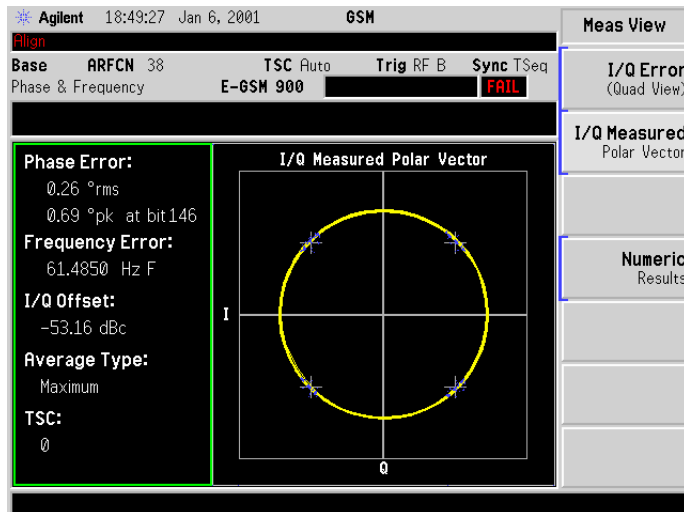 Agilent 18:49:27 Jan 6, 2001 GSM
Align
Base ARFCN 38 TSC Auto Trig RF B Sync TSeq
Phase & Frequency E-GSM 900 FAIL
Phase Error:
0.26 °rms
0.69 °pk at bit146
Frequency Error:
61.4850 Hz F
I/Q Offset:
-53.16 dBc
Average Type:
Maximum
TSC:
0
I/Q Measured Polar Vector
I
Q
Meas View
I/Q Error
(Quad View)
I/Q Measured
Polar Vector
Numeric
Results